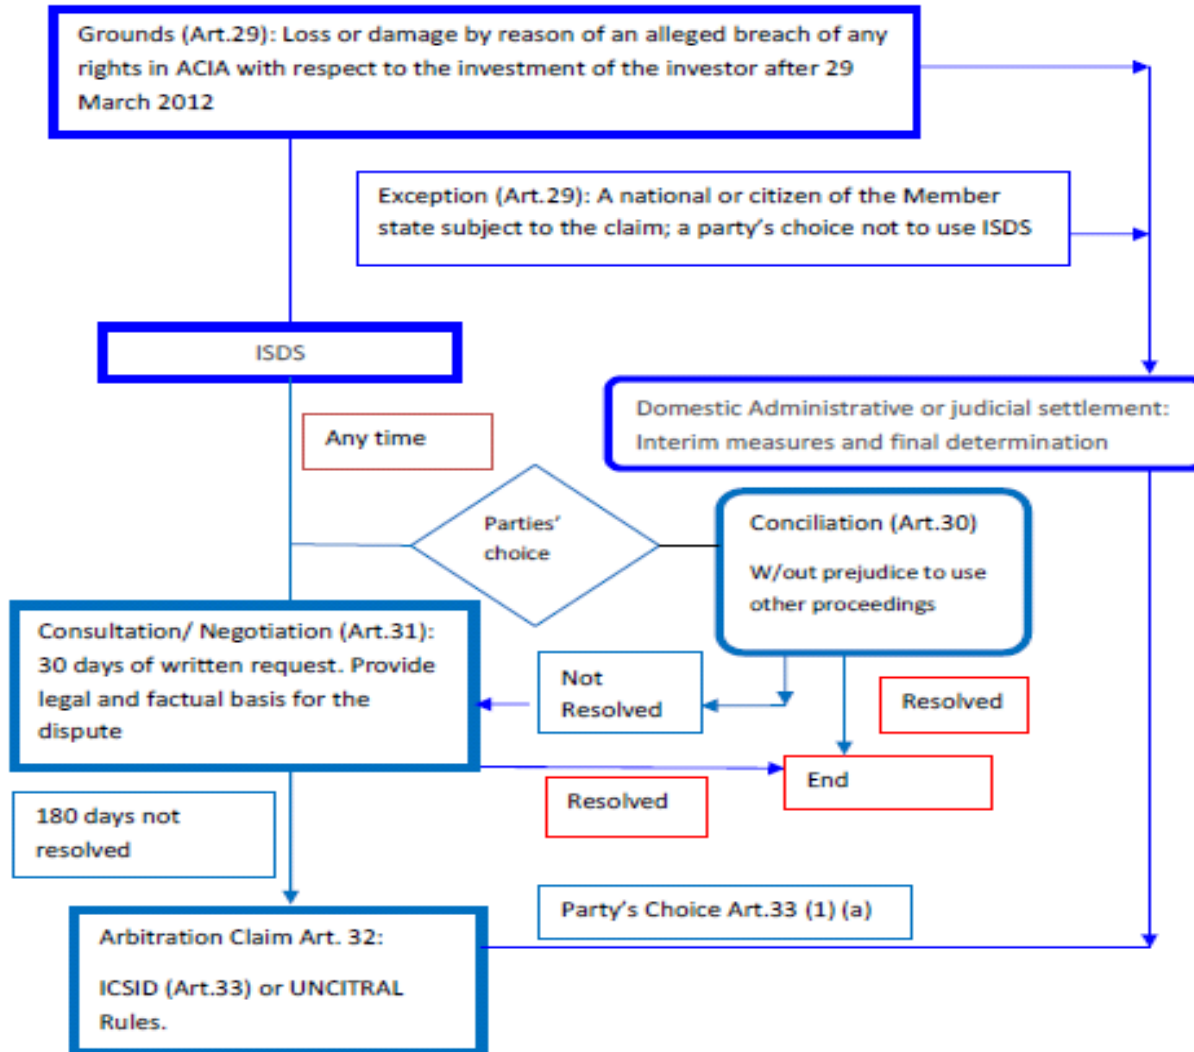 Grounds (Art.29): Loss or damage by reason of an alleged breach of any
rights in ACIA with respect to the investment of the investor after 29
March 2012
Exception (Art.29): A national or citizen of the Member
state subject to the claim; a party's choice not to use ISDS
ISDS
Domestic Administrative or judicial settlement:
Interim measures and final determination
Any time
Parties'
choice
Conciliation (Art.30)
W/out prejudice to use
other proceedings
Consultation/ Negotiation (Art.31):
30 days of written request. Provide
legal and factual basis for the
dispute
Not
Resolved
Resolved
End
Resolved
180 days not
resolved
Party's Choice Art.33 (1) (a)
Arbitration Claim Art. 32:
ICSID (Art.33) or UNCITRAL
Rules.